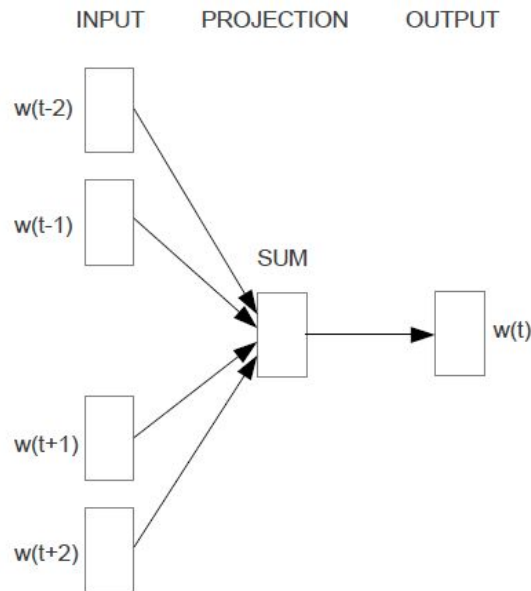 INPUT PROJECTION OUTPUT
w(t-2)
w(t-1)
SUM
w(t)
w(t+1)
w(t+2)